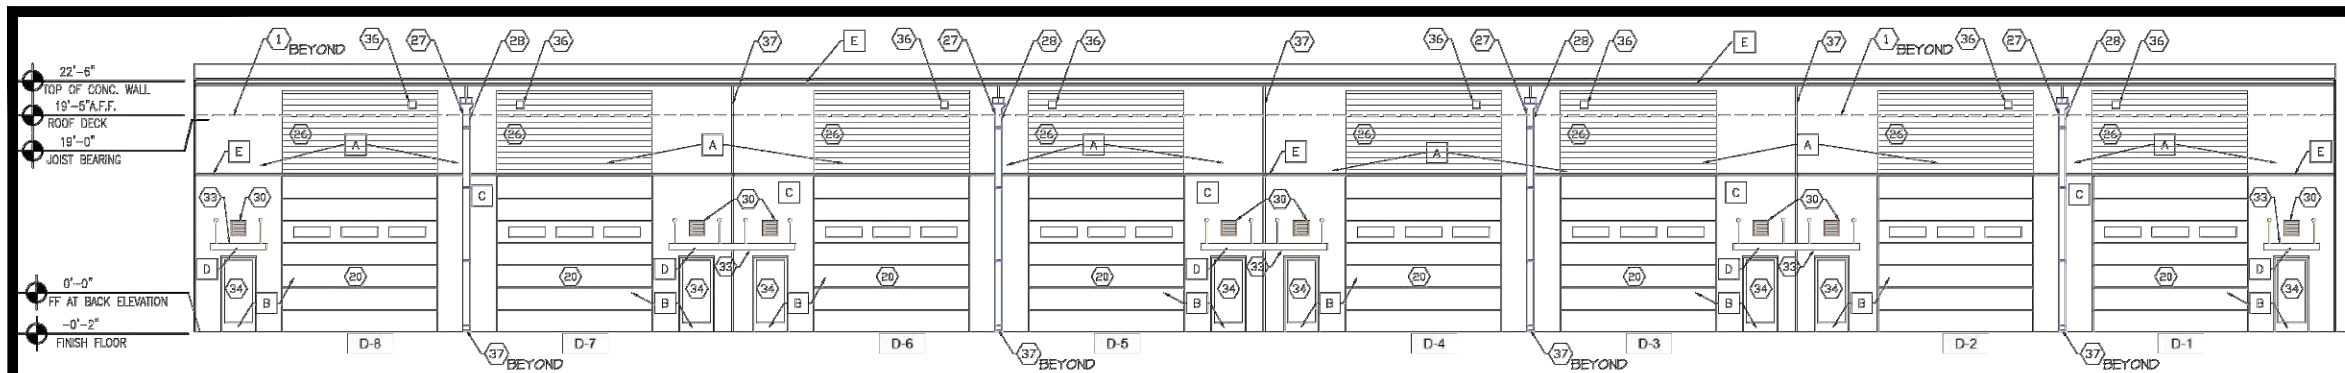 1 BEYOND 36 27 28 36 37 E 36 27 28 36 37 36 27 28 36 E 37 1 BEYOND 36 27 28 36
22'-6"
TOP OF CONC. WALL
19'-5"A.F.F.
ROOF DECK
19'-0"
JOIST BEARING
26 26 26 26 26 26 26 26
E A A A E A A A E
33 30 C 30 C C 30 C 30 C 33 30
D D D D D
33 33 33
34 B 20 20 B 34 34 B 20 20 B 34 34 B 20 20 B 34 34 B 20 20 B 34
0'-0"
FF AT BACK ELEVATION
-0'-2"
FINISH FLOOR
D-8 D-7 D-6 D-5 D-4 D-3 D-2 D-1
37 BEYOND 37 BEYOND 37 BEYOND 37 BEYOND